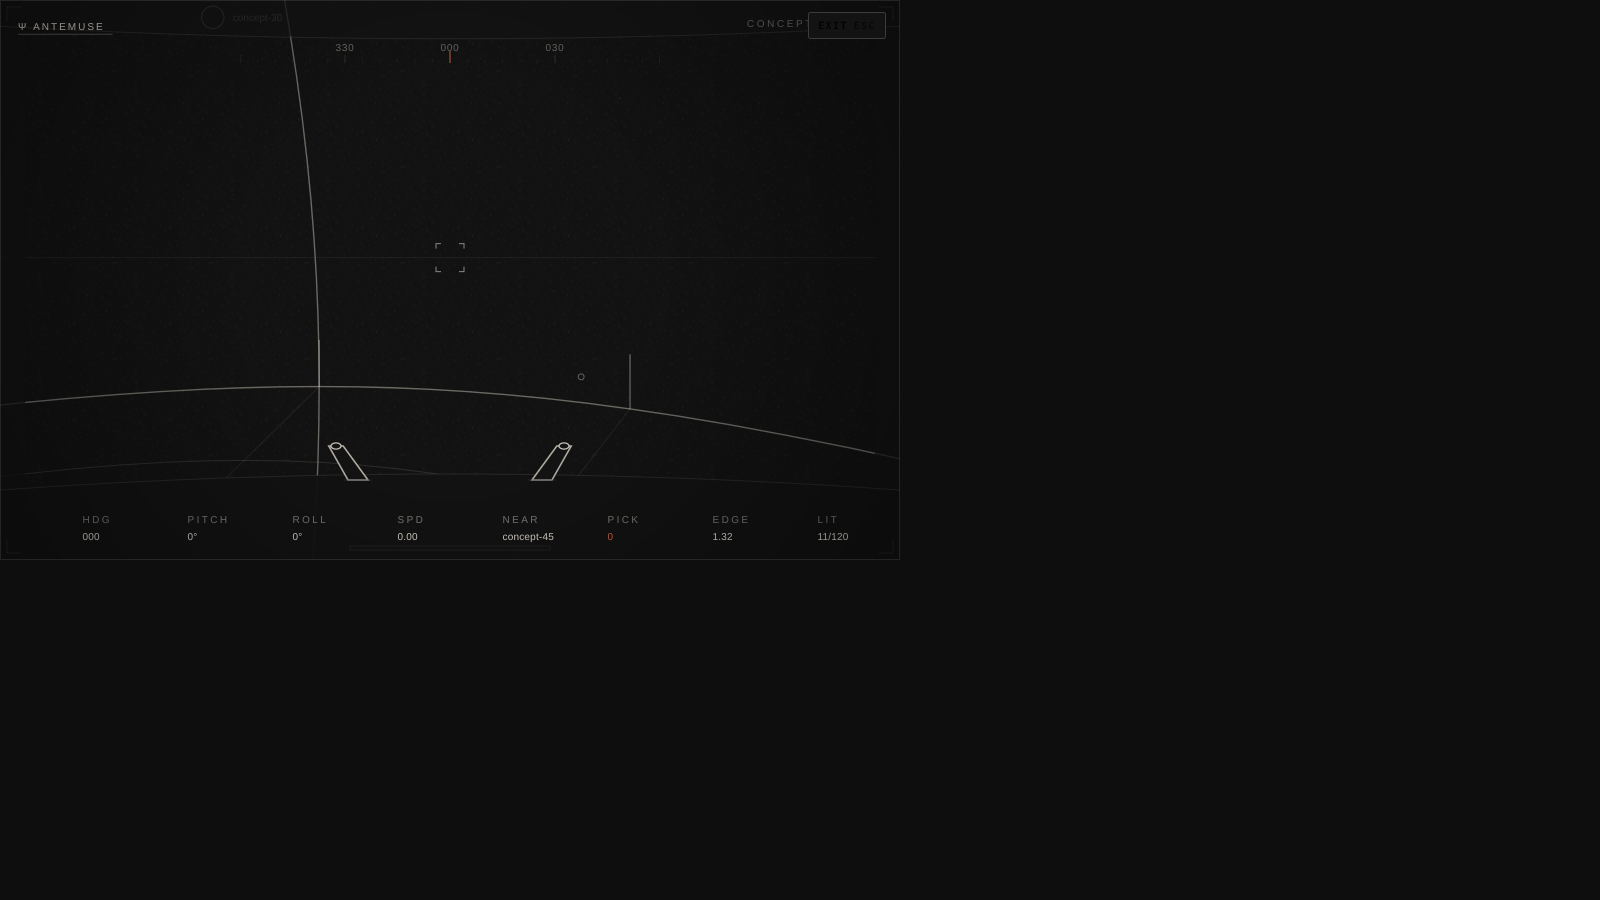 Ψ ANTEMUSE
concept-30
CONCEPT
EXIT ESC
330 000 030
HDG PITCH ROLL SPD NEAR PICK EDGE LIT
000 0° 0° 0.00 concept-45 0 1.32 11/120